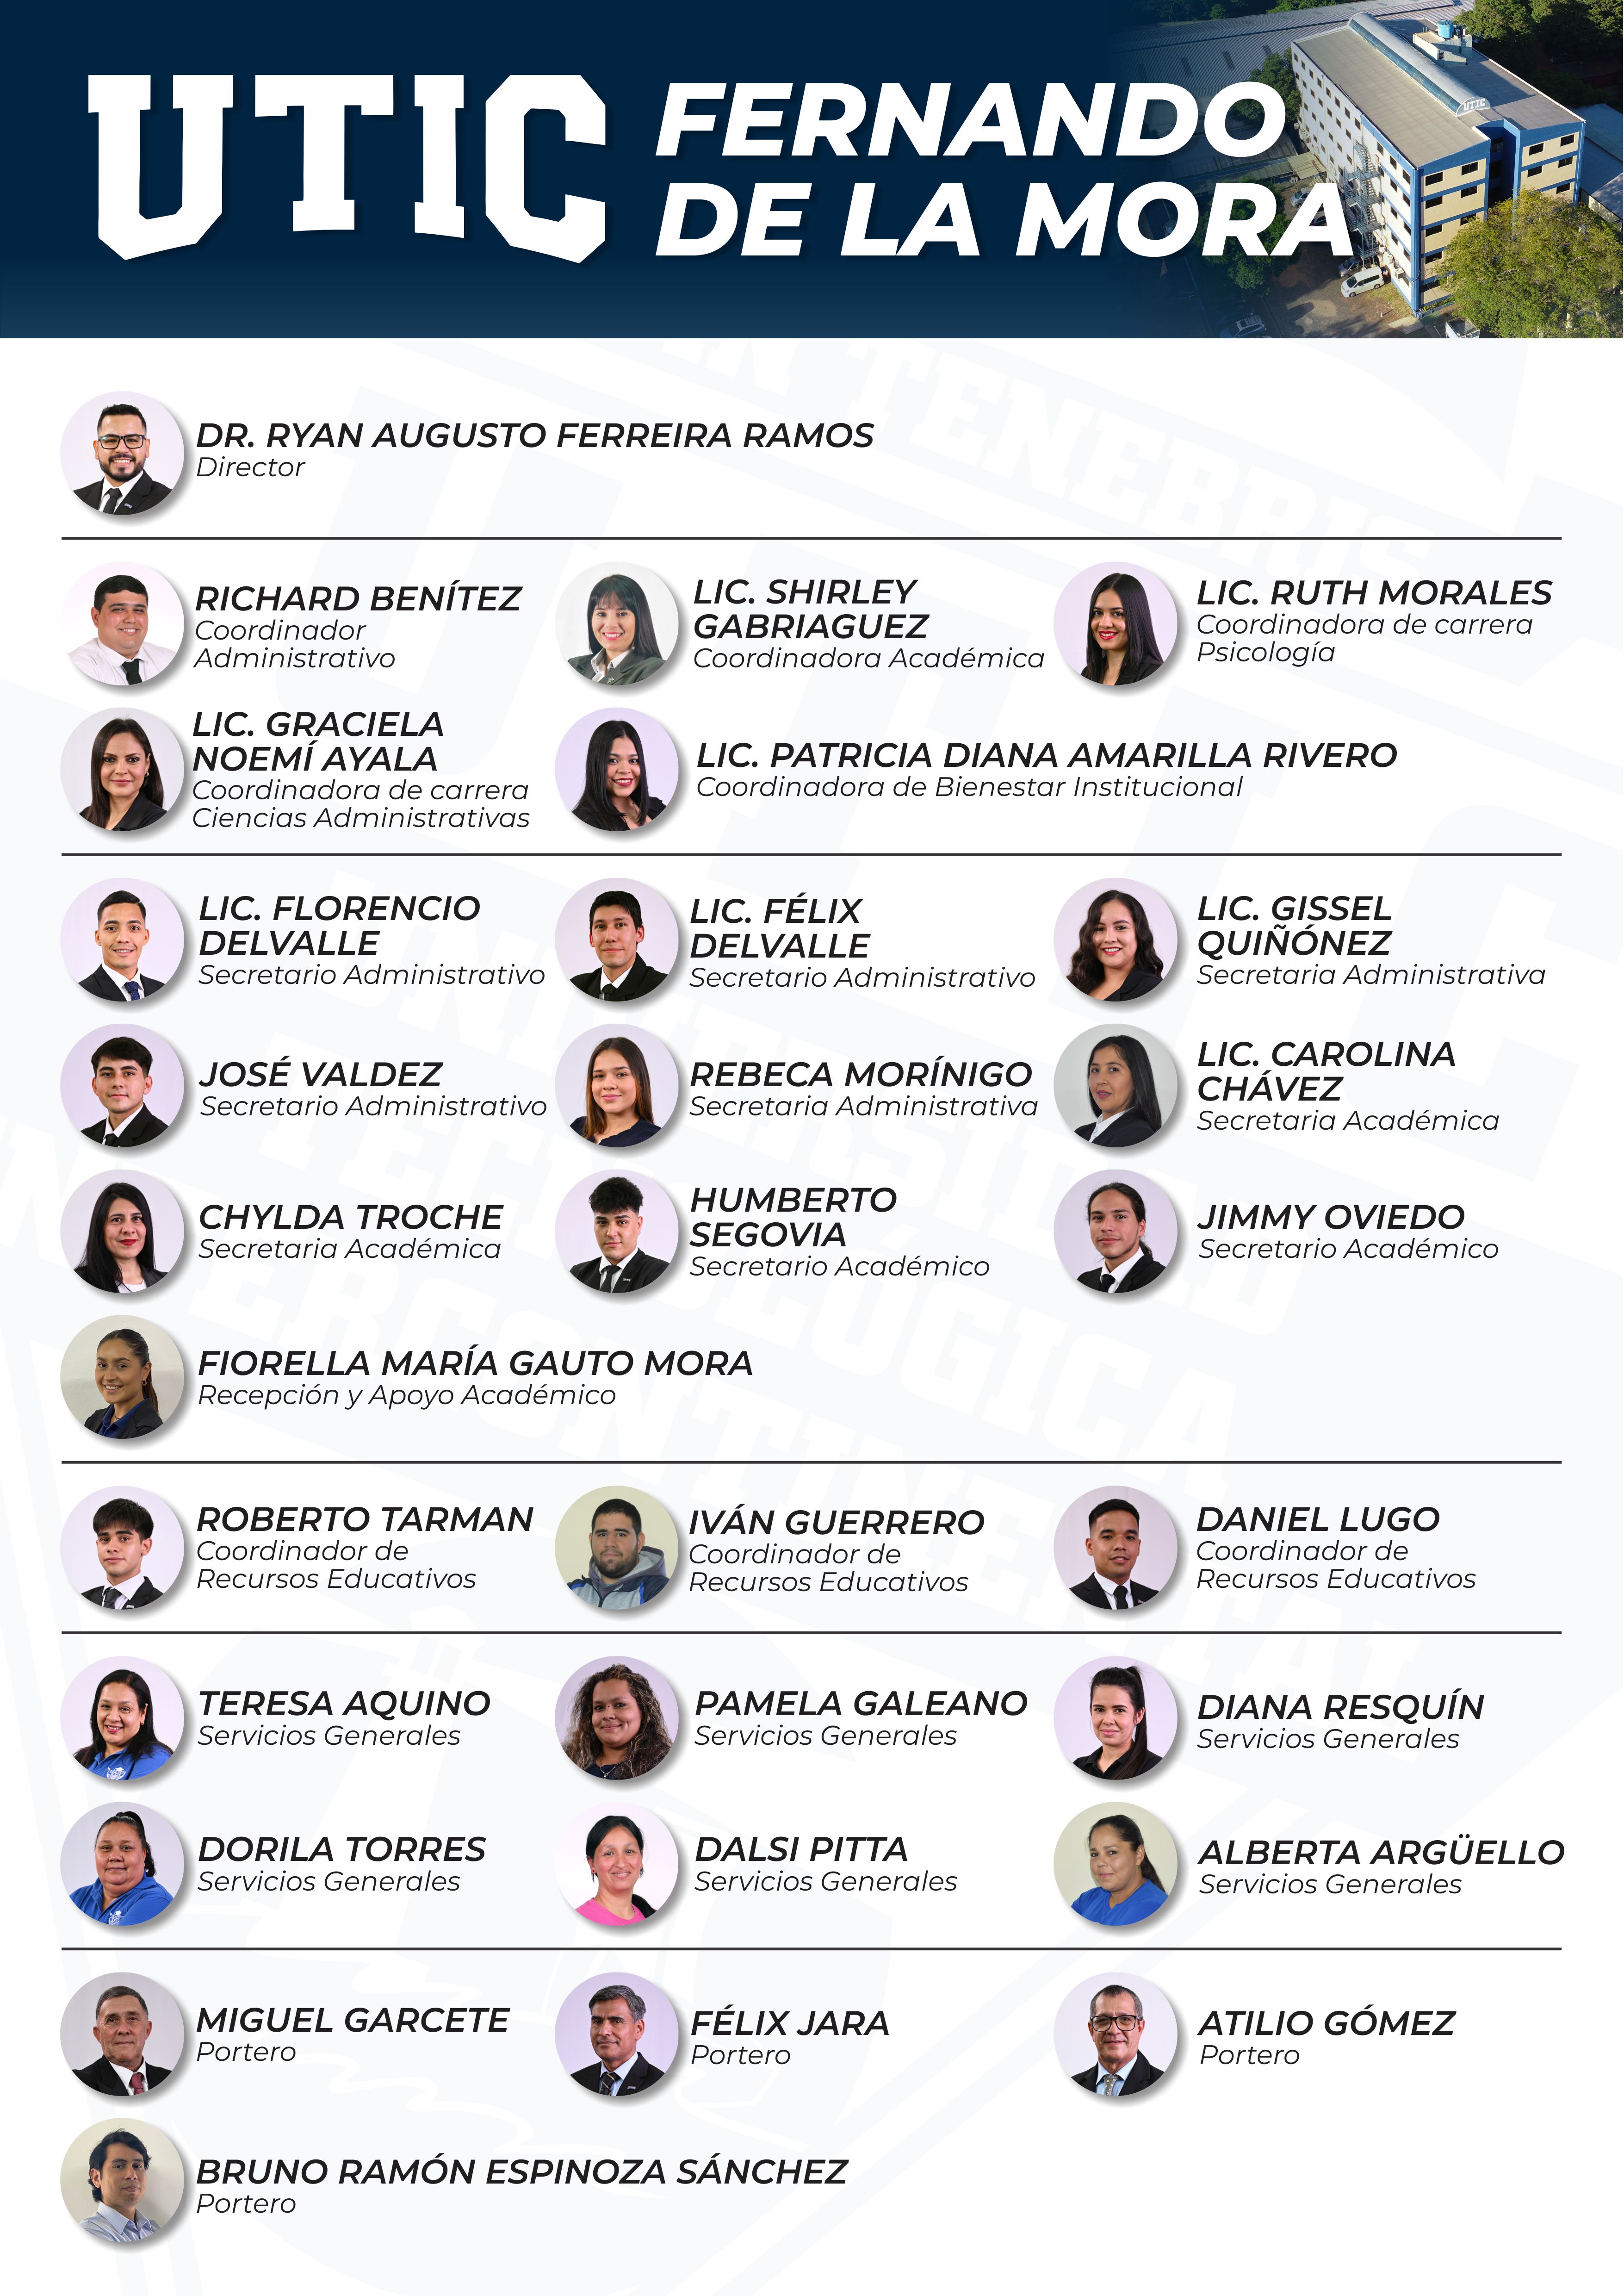 UTIC
FERNANDO
DE LA MORA
UTIC
DR. RYAN AUGUSTO FERREIRA RAMOS
Director
RICHARD BENÍTEZ
Coordinador
Administrativo
LIC. SHIRLEY
GABRIAGUEZ
Coordinadora Académica
LIC. RUTH MORALES
Coordinadora de carrera
Psicología
LIC. GRACIELA
NOEMÍ AYALA
Coordinadora de carrera
Ciencias Administrativas
LIC. PATRICIA DIANA AMARILLA RIVERO
Coordinadora de Bienestar Institucional
LIC. FLORENCIO
DELVALLE
Secretario Administrativo
LIC. FÉLIX
DELVALLE
Secretario Administrativo
LIC. GISSEL
QUIÑÓNEZ
Secretaria Administrativa
JOSÉ VALDEZ
Secretario Administrativo
REBECA MORÍNIGO
Secretaria Administrativa
LIC. CAROLINA
CHÁVEZ
Secretaria Académica
CHYLDA TROCHE
Secretaria Académica
HUMBERTO
SEGOVIA
Secretario Académico
JIMMY OVIEDO
Secretario Académico
FIORELLA MARÍA GAUTO MORA
Recepción y Apoyo Académico
ROBERTO TARMAN
Coordinador de
Recursos Educativos
IVÁN GUERRERO
Coordinador de
Recursos Educativos
DANIEL LUGO
Coordinador de
Recursos Educativos
TERESA AQUINO
Servicios Generales
PAMELA GALEANO
Servicios Generales
DIANA RESQUÍN
Servicios Generales
DORILA TORRES
Servicios Generales
DALSI PITTA
Servicios Generales
ALBERTA ARGÜELLO
Servicios Generales
MIGUEL GARCETE
Portero
FÉLIX JARA
Portero
ATILIO GÓMEZ
Portero
BRUNO RAMÓN ESPINOZA SÁNCHEZ
Portero